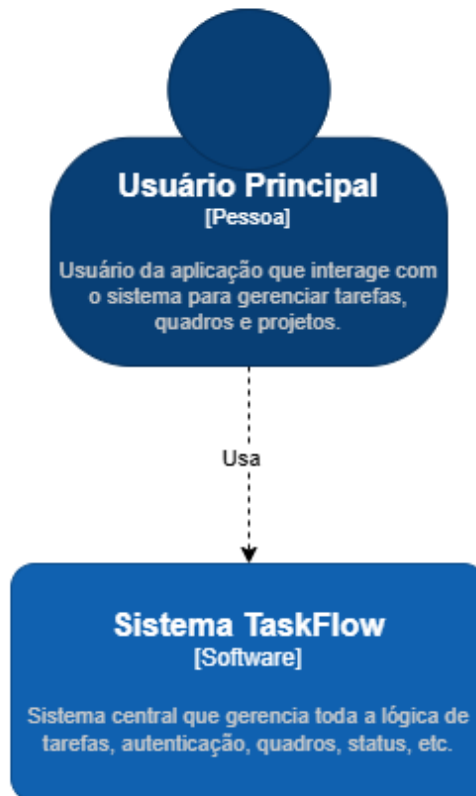 Usuário Principal
[Pessoa]
Usuário da aplicação que interage com
o sistema para gerenciar tarefas,
quadros e projetos.
Usa
Sistema TaskFlow
[Software]
Sistema central que gerencia toda a lógica de
tarefas, autenticação, quadros, status, etc.